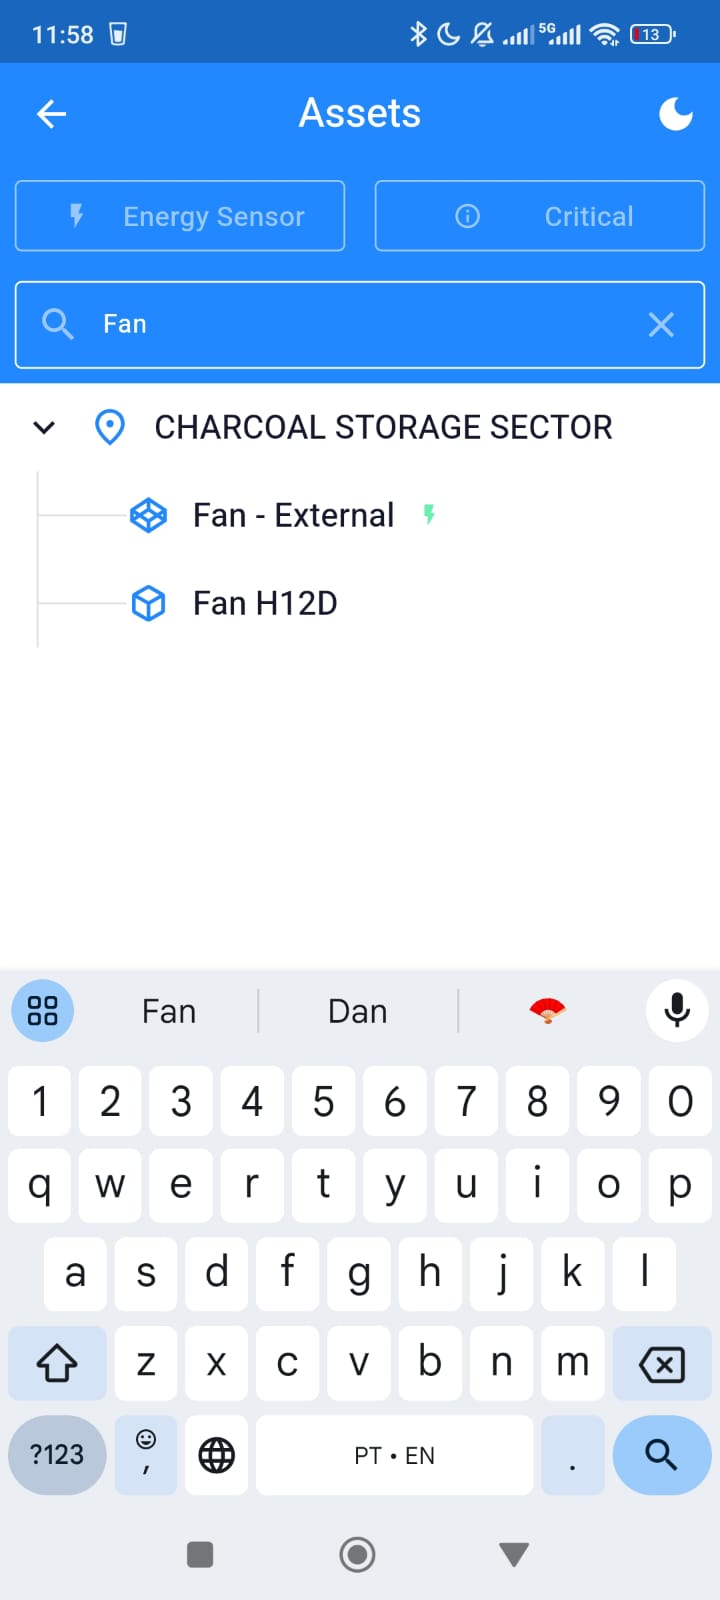 11:58 5G 13
Assets
Energy Sensor Critical
Fan
CHARCOAL STORAGE SECTOR
Fan - External
Fan H12D
Fan Dan
1 2 3 4 5 6 7 8 9 0
q w e r t y u i o p
a s d f g h j k l
z x c v b n m
?123 , PT • EN .